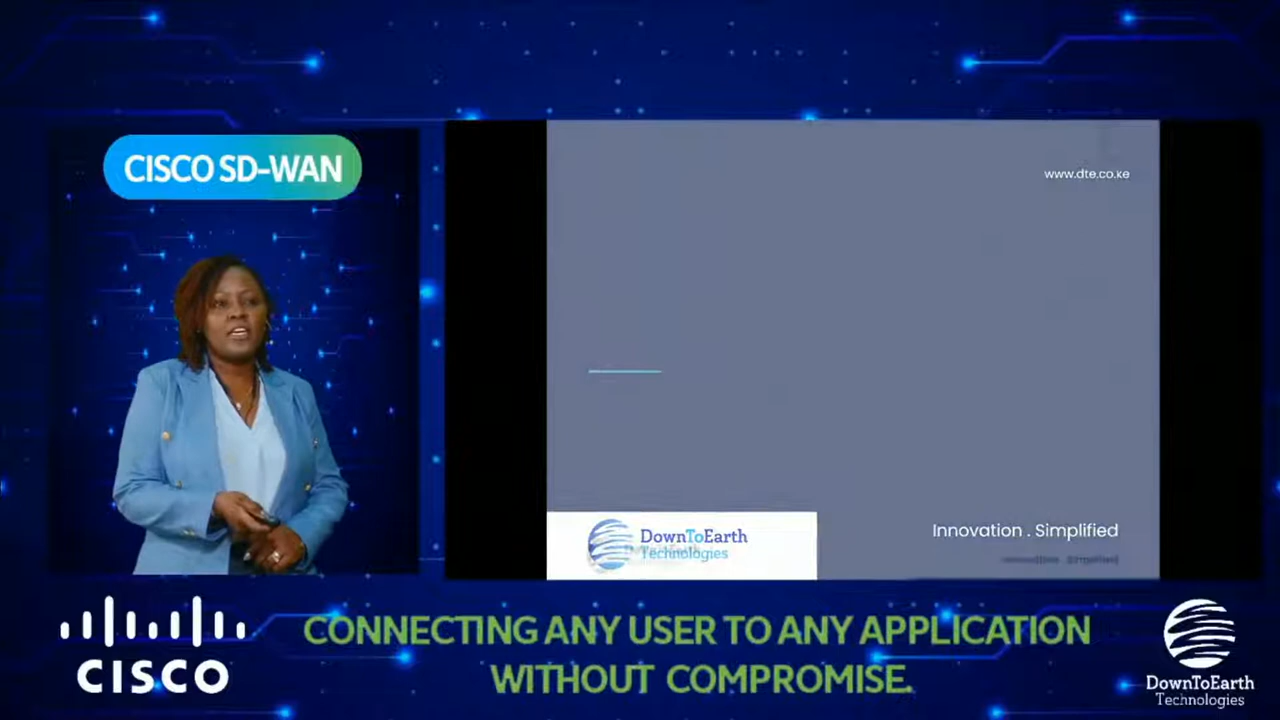 CISCO SD-WAN
www.dte.co.ke
DownToEarth
Technologies
Innovation . Simplified
CISCO
CONNECTING ANY USER TO ANY APPLICATION
WITHOUT COMPROMISE.
DownToEarth
Technologies